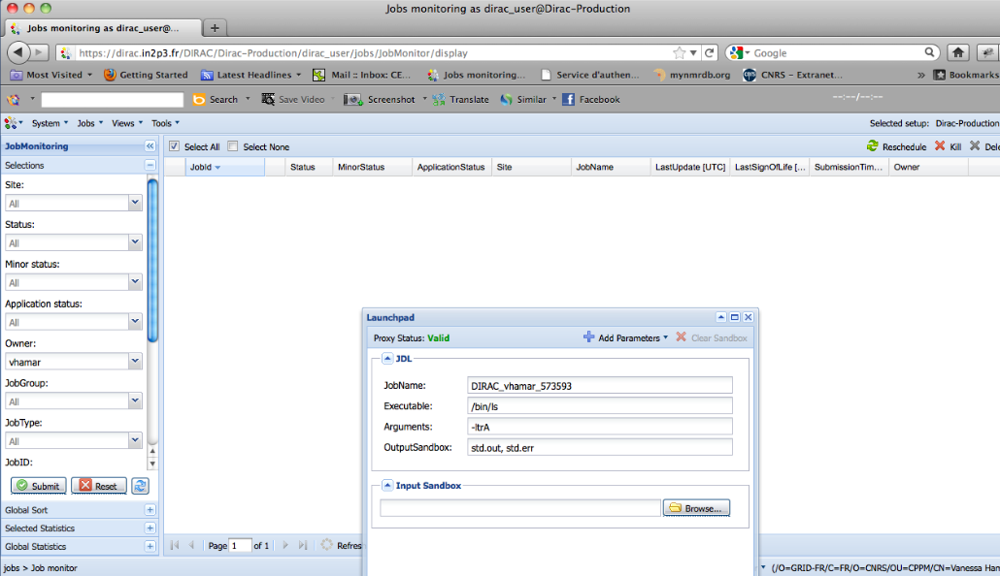 Jobs monitoring as dirac_user@Dirac-Production
Jobs monitoring as dirac_user@...
https://dirac.in2p3.fr/DIRAC/Dirac-Production/dirac_user/jobs/JobMonitor/display
Google
Most Visited Getting Started Latest Headlines Mail :: Inbox: CE... Jobs monitoring... Service d'authen... mynmrdb.org CNRS - Extranet... » Bookmarks
Search Save Video Screenshot Translate Similar Facebook --:--/--:--
System Jobs Views Tools Selected setup: Dirac-Production
JobMonitoring
Select All Select None Reschedule Kill Dele
Selections
JobId Status MinorStatus ApplicationStatus Site JobName LastUpdate [UTC] LastSignOfLife [... SubmissionTim... Owner
Site:
All
Status:
All
Minor status:
All
Application status:
All
Owner:
vhamar
JobGroup:
All
JobType:
All
JobID:
Submit Reset
Global Sort
Selected Statistics
Global Statistics
Launchpad
Proxy Status: Valid Add Parameters Clear Sandbox
JDL
JobName: DIRAC_vhamar_573593
Executable: /bin/ls
Arguments: -ltrA
OutputSandbox: std.out, std.err
Input Sandbox
Browse...
Page 1 of 1 Refres
jobs > Job monitor (/O=GRID-FR/C=FR/O=CNRS/OU=CPPM/CN=Vanessa Ham